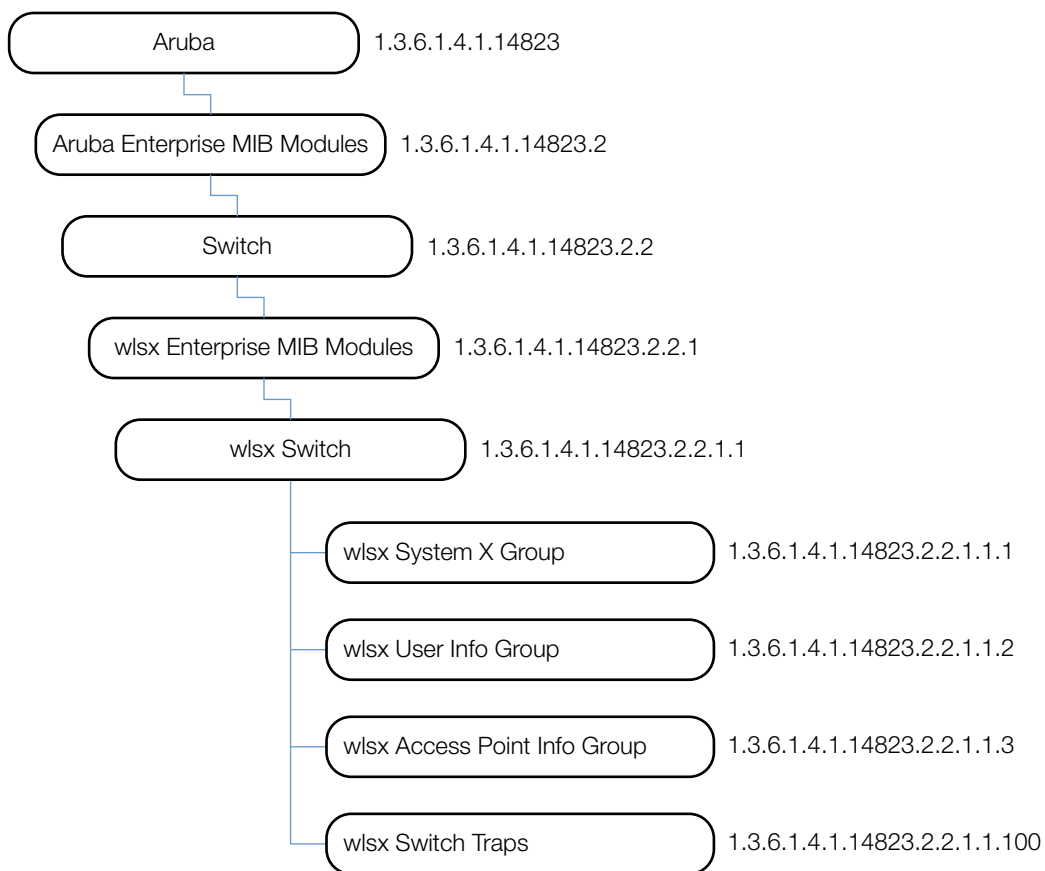 Aruba 1.3.6.1.4.1.14823
Aruba Enterprise MIB Modules 1.3.6.1.4.1.14823.2
Switch 1.3.6.1.4.1.14823.2.2
wlsx Enterprise MIB Modules 1.3.6.1.4.1.14823.2.2.1
wlsx Switch 1.3.6.1.4.1.14823.2.2.1.1
wlsx System X Group 1.3.6.1.4.1.14823.2.2.1.1.1
wlsx User Info Group 1.3.6.1.4.1.14823.2.2.1.1.2
wlsx Access Point Info Group 1.3.6.1.4.1.14823.2.2.1.1.3
wlsx Switch Traps 1.3.6.1.4.1.14823.2.2.1.1.100